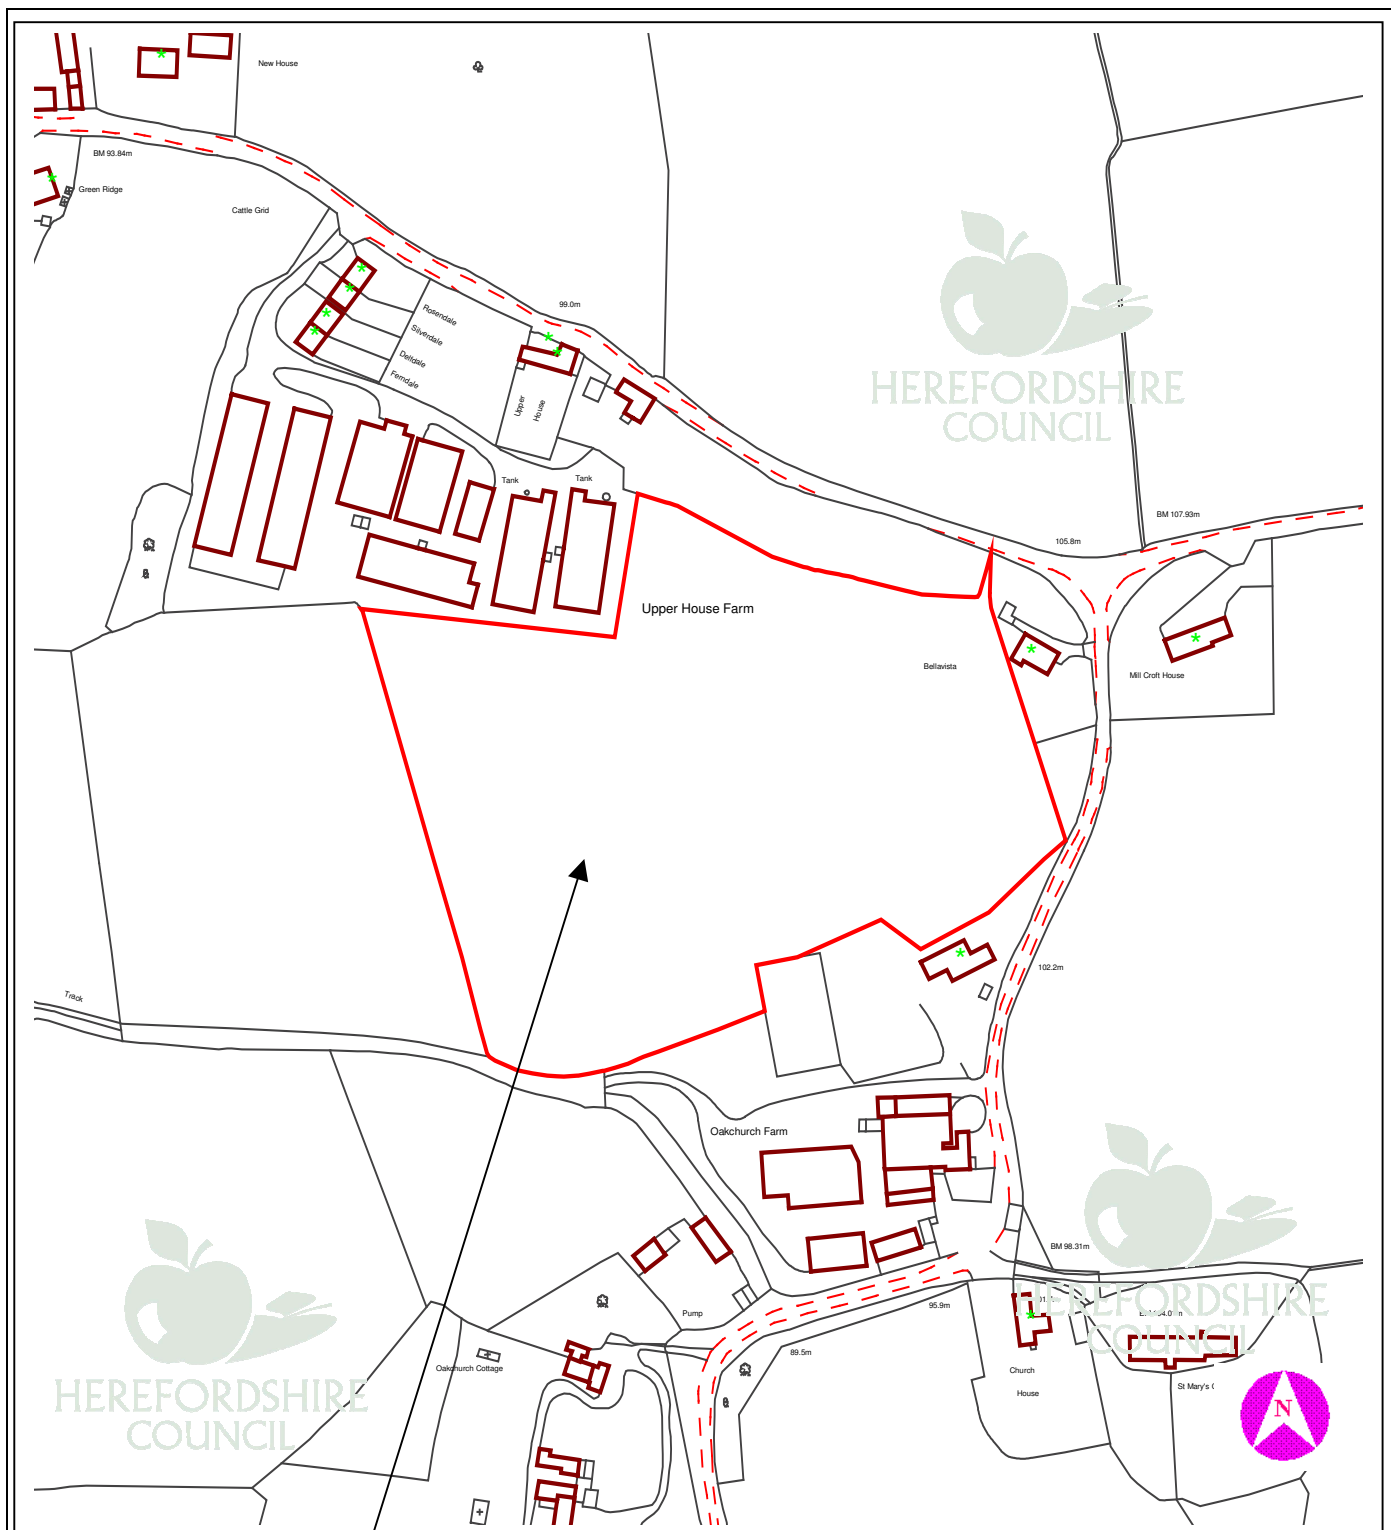 New House
BM 93.84m
Green Ridge
Cattle Grid
99.0m
Rosendale
Silverdale
Delldale
Ferndale
Upper
House
HEREFORDSHIRE
COUNCIL
Tank
Tank
BM 107.93m
105.8m
Upper House Farm
Bellavista
Mill Croft House
102.2m
Track
Oakchurch Farm
BM 98.31m
HEREFORDSHIRE
COUNCIL
95.9m
Pump
89.5m
Oakchurch Cottage
Church
House
St Mary's
HEREFORDSHIRE
COUNCIL
N